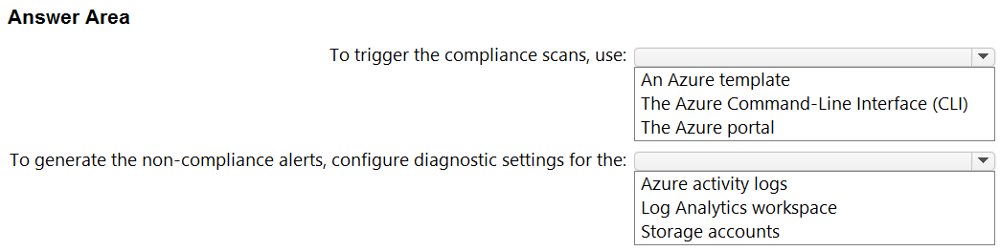 Answer Area
To trigger the compliance scans, use:
An Azure template
The Azure Command-Line Interface (CLI)
The Azure portal
To generate the non-compliance alerts, configure diagnostic settings for the:
Azure activity logs
Log Analytics workspace
Storage accounts